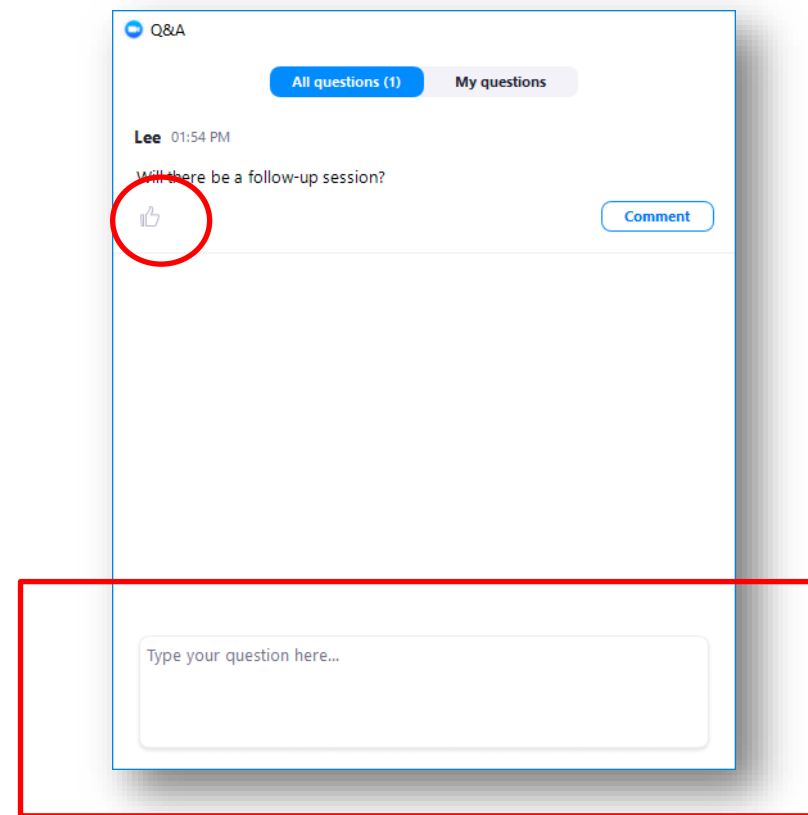 Q&A
All questions (1) My questions
Lee 01:54 PM
Will there be a follow-up session?
Comment
Type your question here...